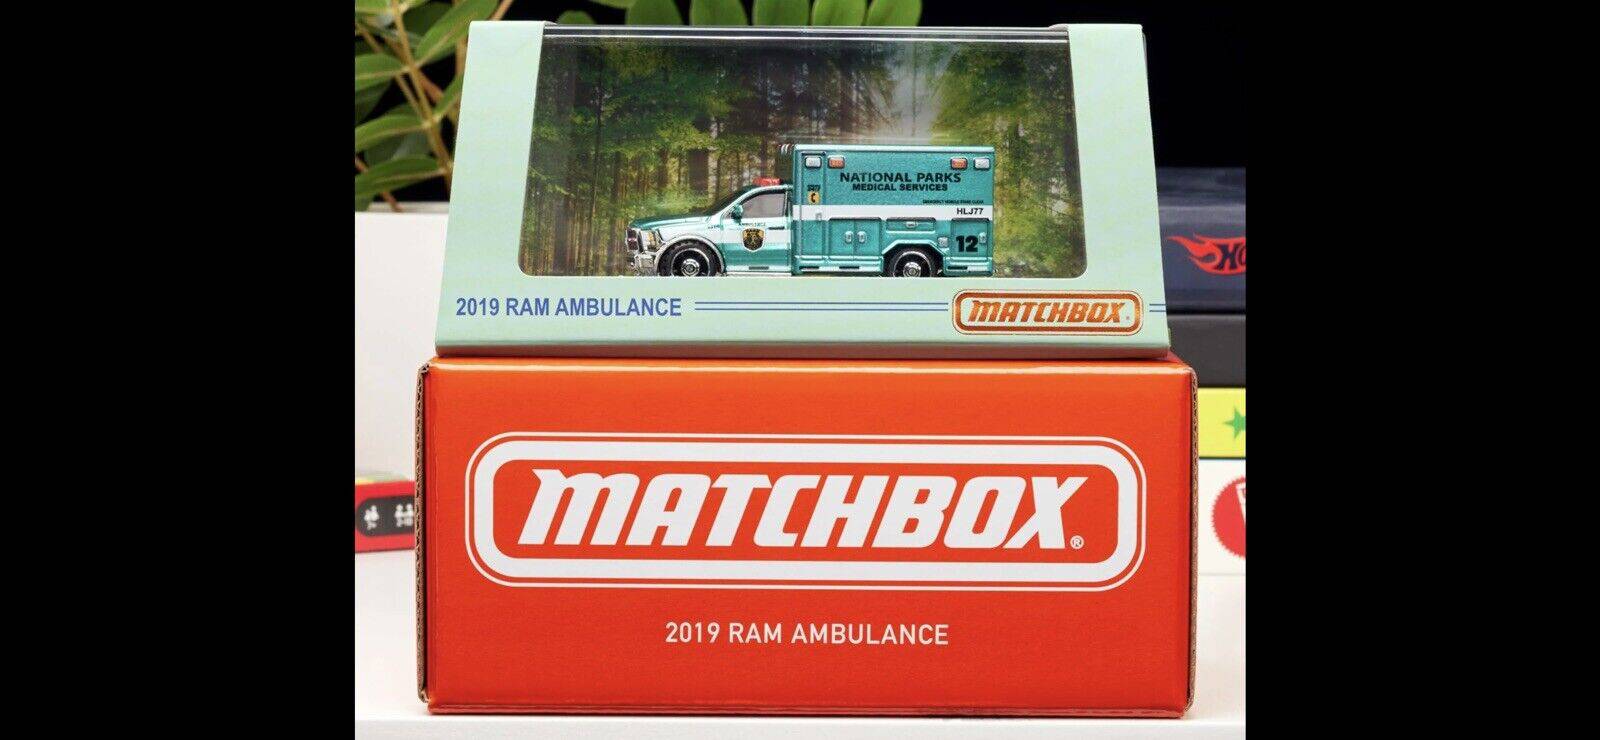 NATIONAL PARKS
MEDICAL SERVICES
HLJ77
12
2019 RAM AMBULANCE
MATCHBOX®
MATCHBOX®
2019 RAM AMBULANCE